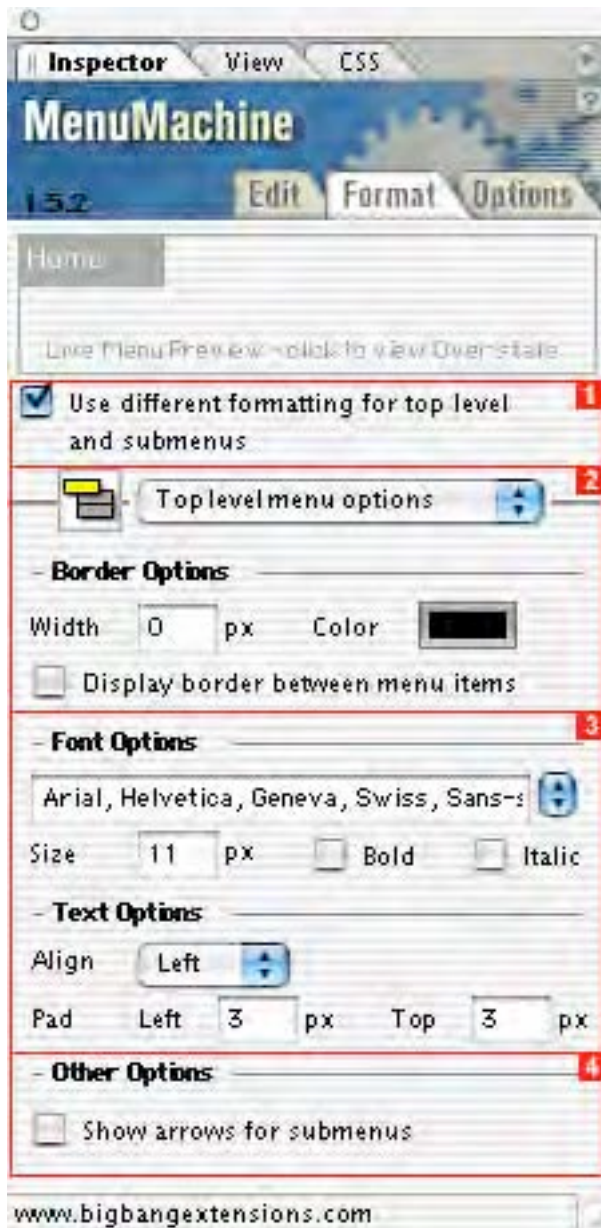 Inspector View CSS
MenuMachine
1.5.2 Edit Format Options
Home
Live Menu Preview - click to view Over state
Use different formatting for top level 1
and submenus
2
Top level menu options
Border Options
Width 0 px Color
Display border between menu items
3
Font Options
Arial, Helvetica, Geneva, Swiss, Sans-s
Size 11 px Bold Italic
Text Options
Align Left
Pad Left 3 px Top 3 px
Other Options 4
Show arrows for submenus
www.bigbangextensions.com